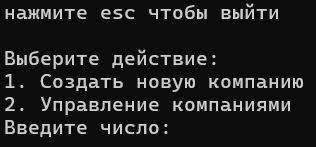 нажмите esc чтобы выйти
Выберите действие:
1. Создать новую компанию
2. Управление компаниями
Введите число: